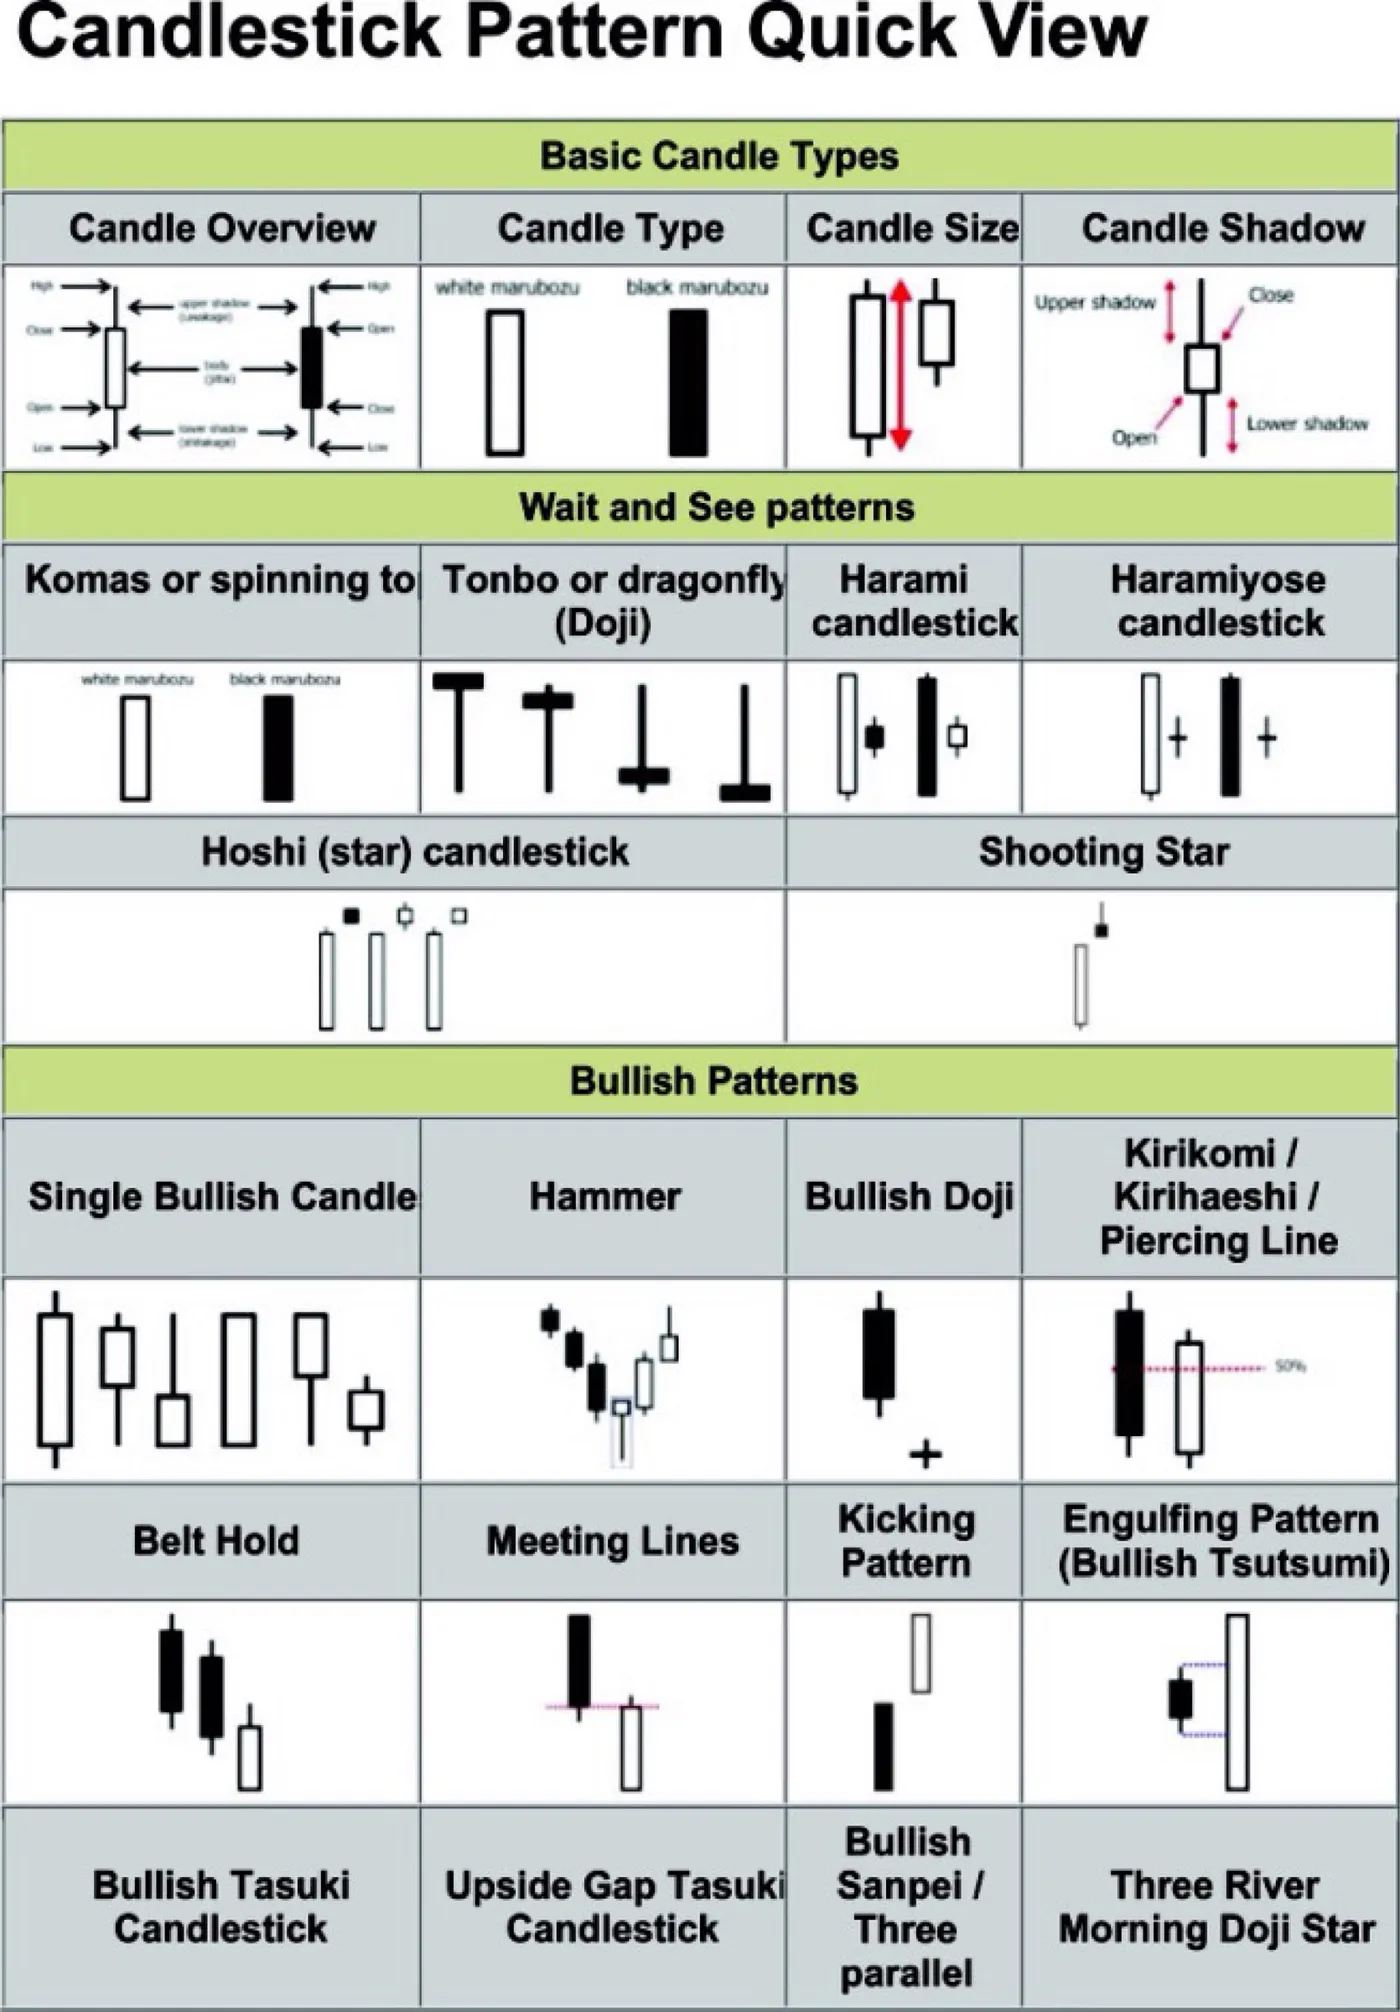 Candlestick Pattern Quick View
Basic Candle Types
Candle Overview
Candle Type
Candle Size
Candle Shadow
High
High
upper shadow
(uwakage)
Close
Open
body
Open
Close
lower shadow
(shitakage)
Low
Low
white marubozu
black marubozu
Upper shadow
Close
Open
Lower shadow
Wait and See patterns
Komas or spinning to
Tonbo or dragonfly
(Doji)
Harami
candlestick
Haramiyose
candlestick
white marubozu
black marubozu
Hoshi (star) candlestick
Shooting Star
Bullish Patterns
Single Bullish Candle
Hammer
Bullish Doji
Kirikomi /
Kirihaeshi /
Piercing Line
50%
Belt Hold
Meeting Lines
Kicking
Pattern
Engulfing Pattern
(Bullish Tsutsumi)
Bullish Tasuki
Candlestick
Upside Gap Tasuki
Candlestick
Bullish
Sanpei /
Three
parallel
Three River
Morning Doji Star